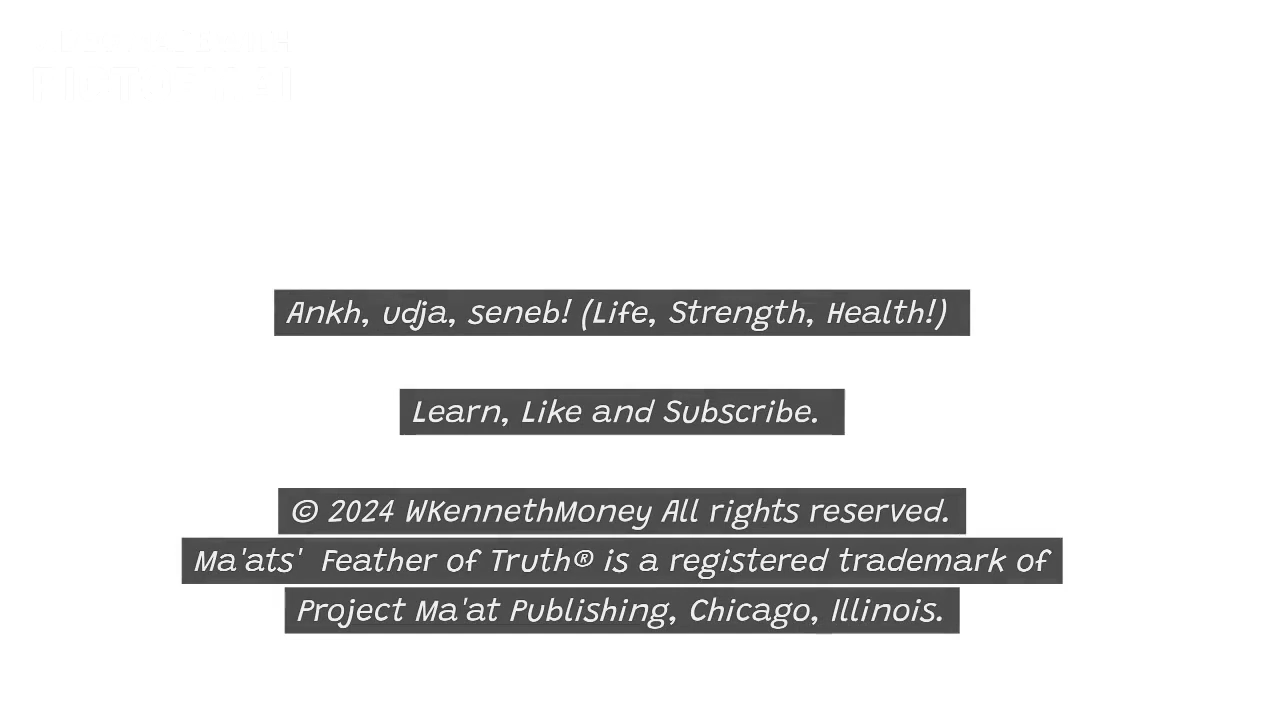 Ankh, udja, seneb! (Life, Strength, Health!)
Learn, Like and Subscribe.
© 2024 WKennethMoney All rights reserved.
Ma'ats'  Feather of Truth® is a registered trademark of
Project Ma'at Publishing, Chicago, Illinois.